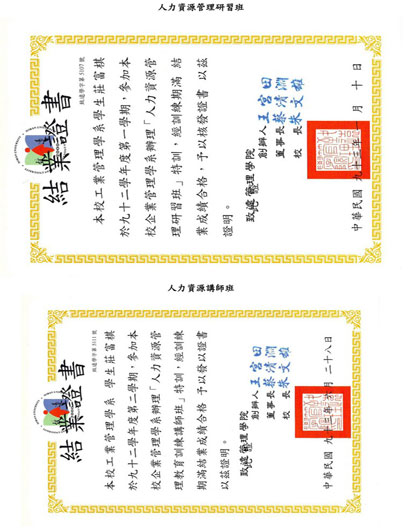 人力資源管理研習班
結業證書
致遠學字第5107號
本校工業管理學系學生莊富棋
於九十二學年度第一學期,參加本
校企業管理學系辦理「人力資源管
理研習班」特訓,經訓練期滿結
業成績合格,予以核發證書以茲
證明。
致遠管理學院
創辦人王宮田
董事長蔡清淵
校長朱文雄
中華民國九十三年一月十日
人力資源講師班
結業證書
致遠學字第5151號
本校工業管理學系 學生莊富棋
於九十二學年度第二學期,參加本
校企業管理學系辦理「人力資源管
理教育訓練講師班」特訓,經訓練
期滿結業成績合格 予以發以證書
以茲證明。
致遠管理學院
創辦人王宮田
董事長蔡清淵
校長朱文雄
中華民國九十三年月二十八日